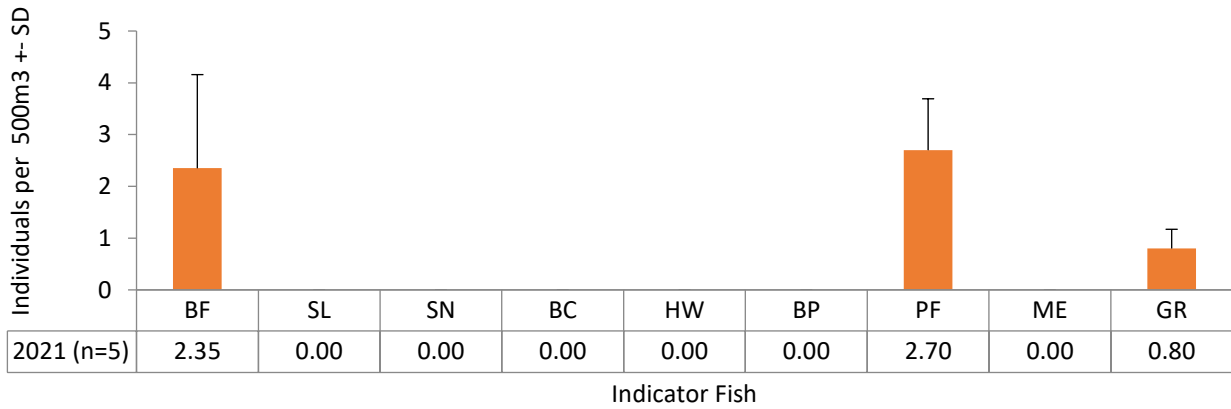 Individuals per 500m3 +- SD
5
4
3
2
1
0
BF SL SN BC HW BP PF ME GR
2021 (n=5) 2.35 0.00 0.00 0.00 0.00 0.00 2.70 0.00 0.80
Indicator Fish